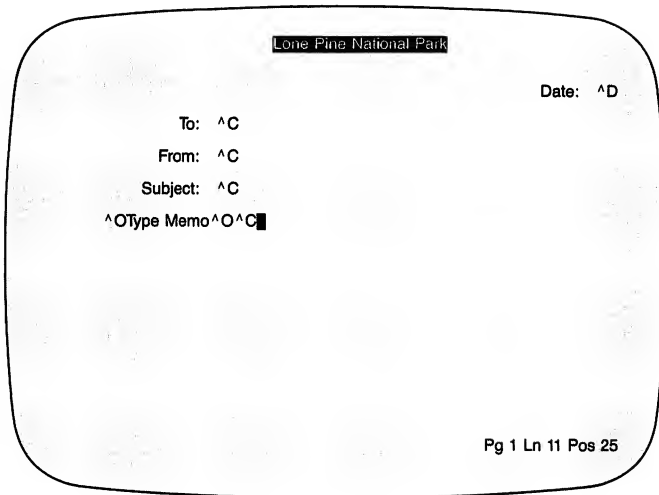 Lone Pine National Park
Date: ^D
To: ^C
From: ^C
Subject: ^C
^OType Memo^O^C
Pg 1 Ln 11 Pos 25